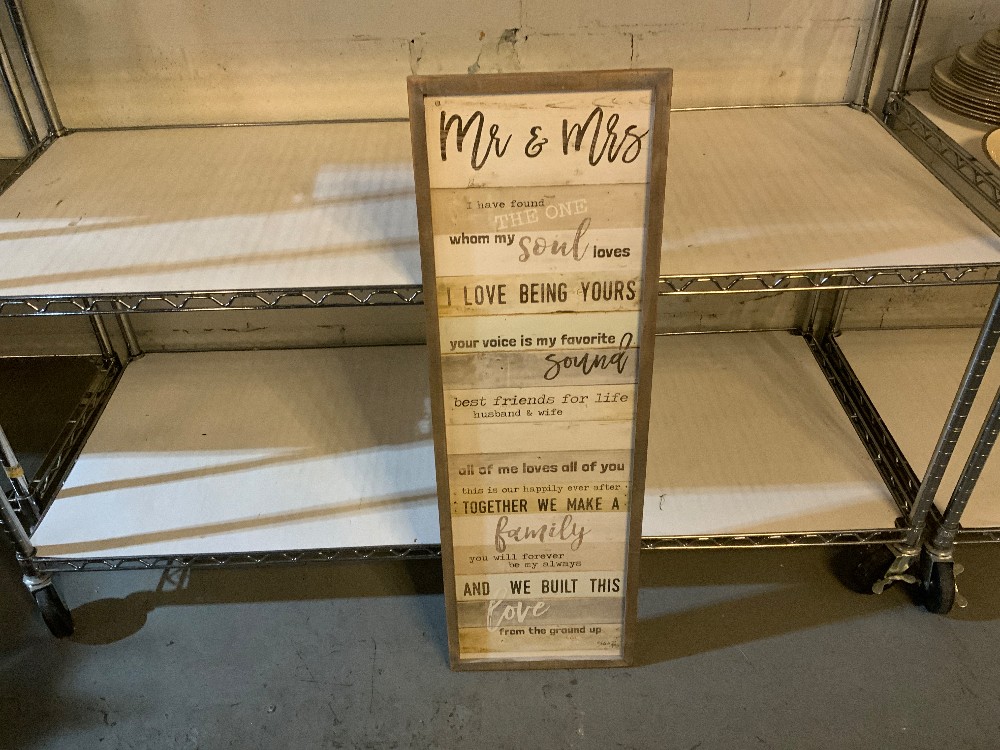 Mr & Mrs
I have found
THE ONE
whom my soul loves
I LOVE BEING YOURS
your voice is my favorite
sound
best friends for life
husband & wife
all of me loves all of you
this is our happily ever after
TOGETHER WE MAKE A
family
you will forever
be my always
AND WE BUILT THIS
love
from the ground up